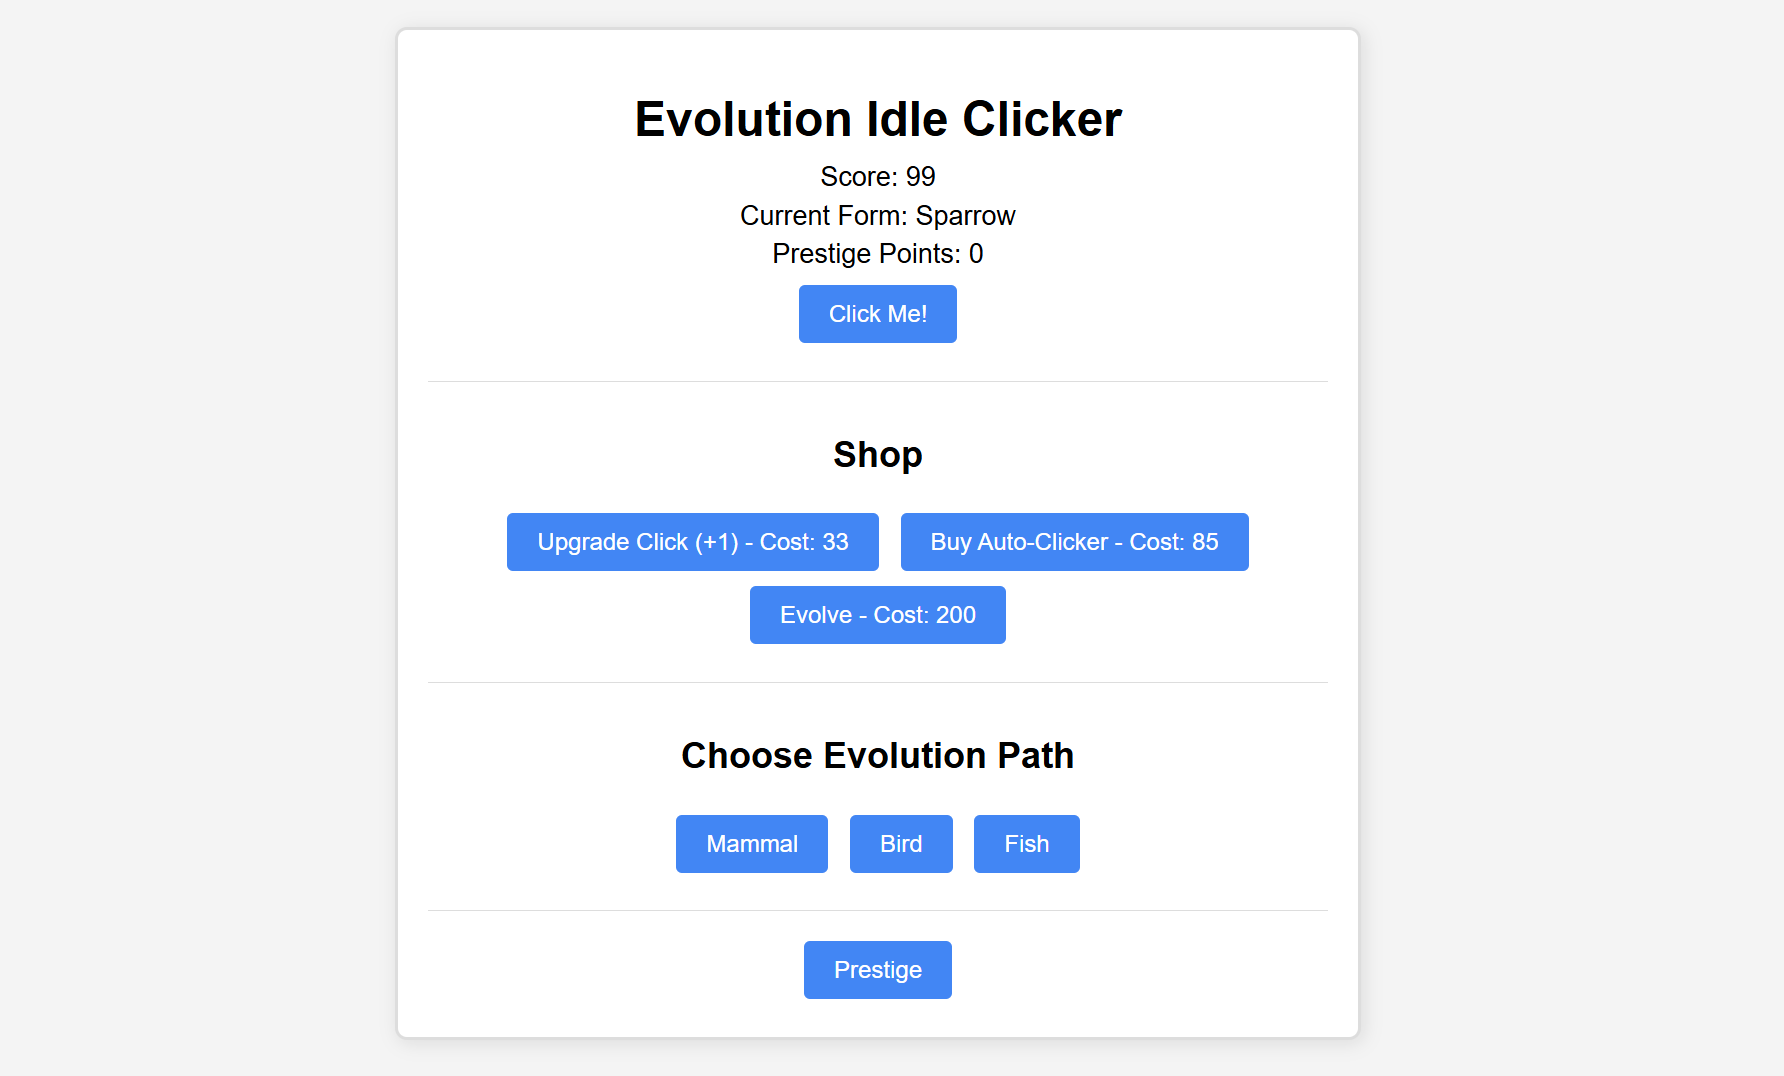 Evolution Idle Clicker
Score: 99
Current Form: Sparrow
Prestige Points: 0
Click Me!
Shop
Upgrade Click (+1) - Cost: 33
Buy Auto-Clicker - Cost: 85
Evolve - Cost: 200
Choose Evolution Path
Mammal
Bird
Fish
Prestige